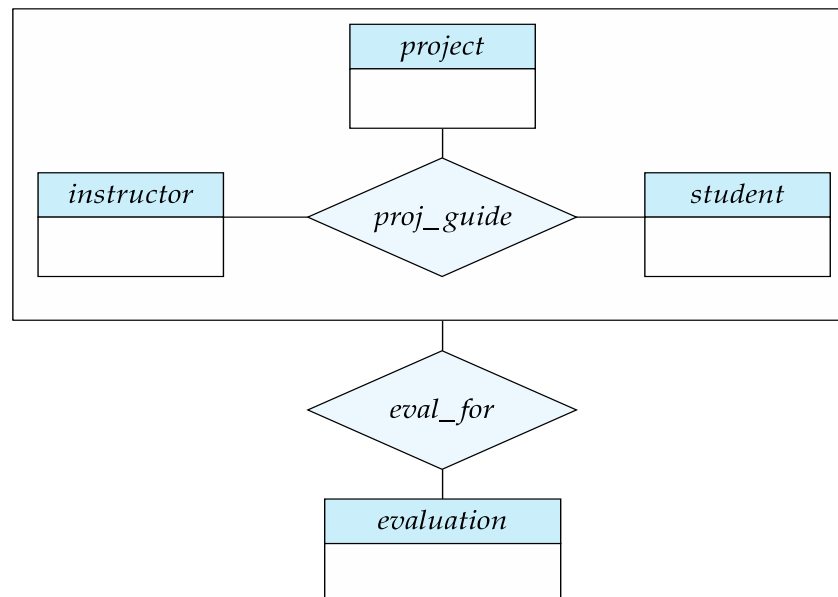 project
instructor
proj_guide
student
eval_for
evaluation